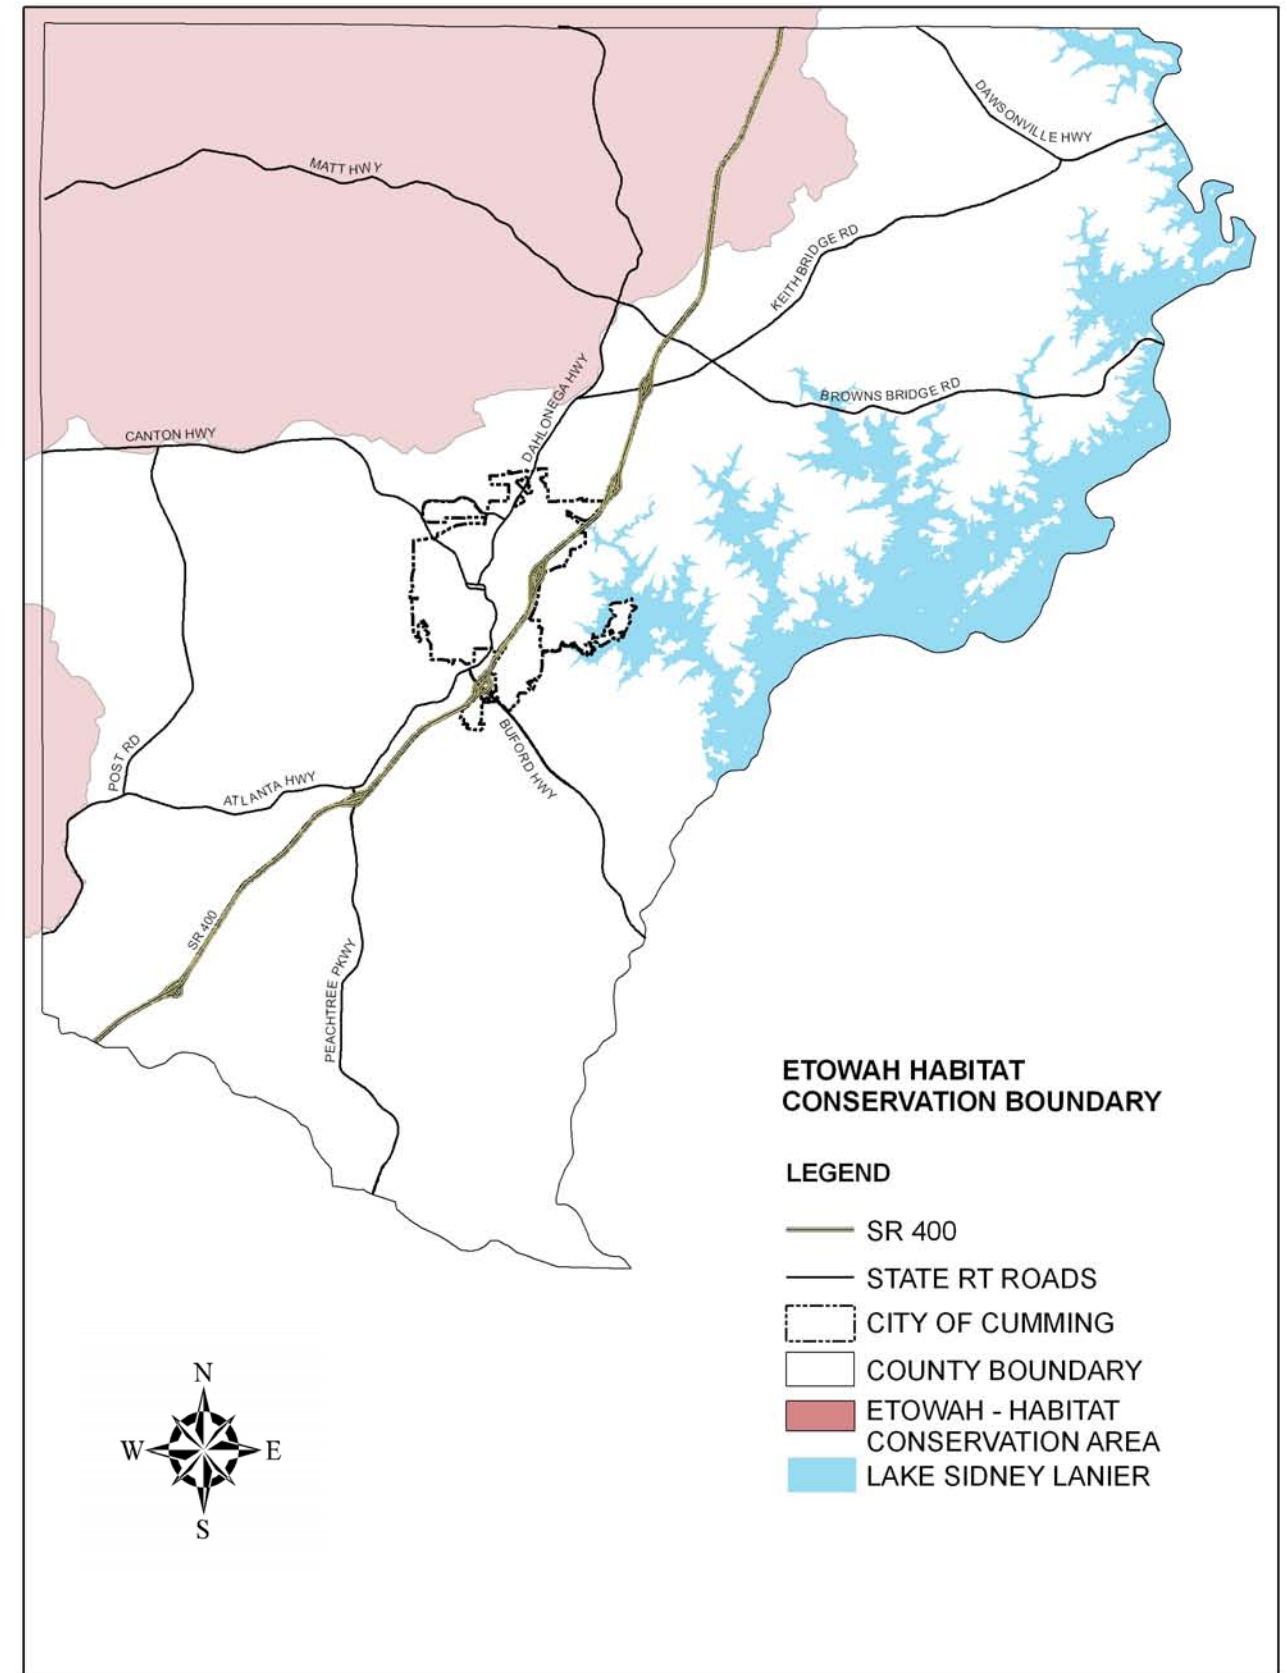 DAWSONVILLE HWY
MATT HWY
KEITH BRIDGE RD
DAHLONEGA HWY
BROWNS BRIDGE RD
CANTON HWY
POST RD
ATLANTA HWY
BUFORD HWY
SR 400
PEACHTREE PKWY
ETOWAH HABITAT
CONSERVATION BOUNDARY
LEGEND
SR 400
STATE RT ROADS
CITY OF CUMMING
COUNTY BOUNDARY
ETOWAH - HABITAT
CONSERVATION AREA
LAKE SIDNEY LANIER
N
W E
S